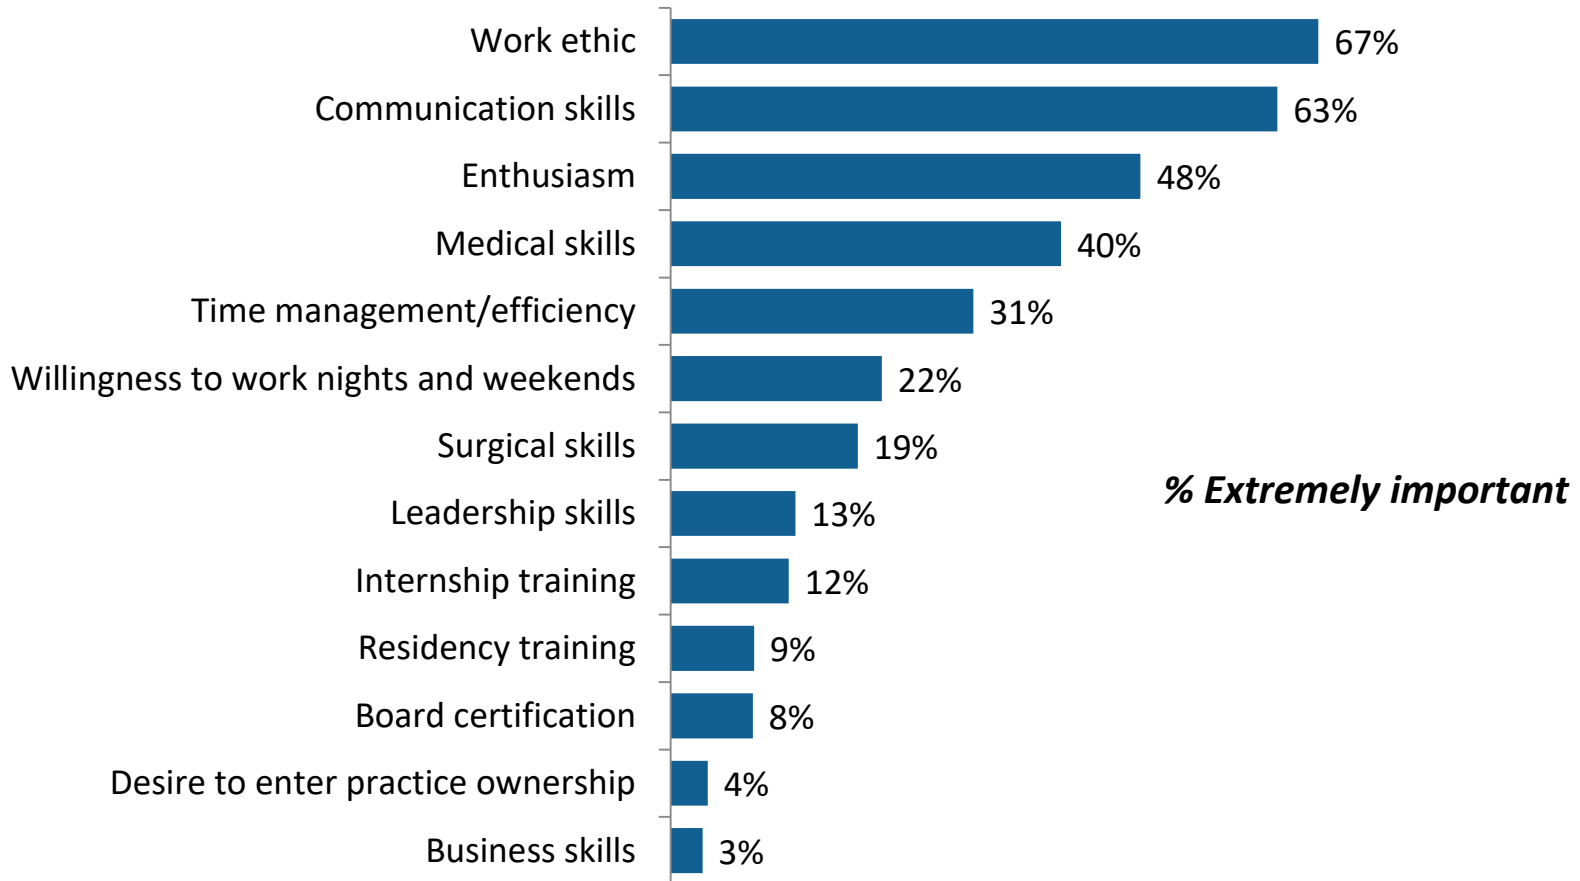 Work ethic 67%
Communication skills 63%
Enthusiasm 48%
Medical skills 40%
Time management/efficiency 31%
Willingness to work nights and weekends 22%
Surgical skills 19%
% Extremely important
Leadership skills 13%
Internship training 12%
Residency training 9%
Board certification 8%
Desire to enter practice ownership 4%
Business skills 3%